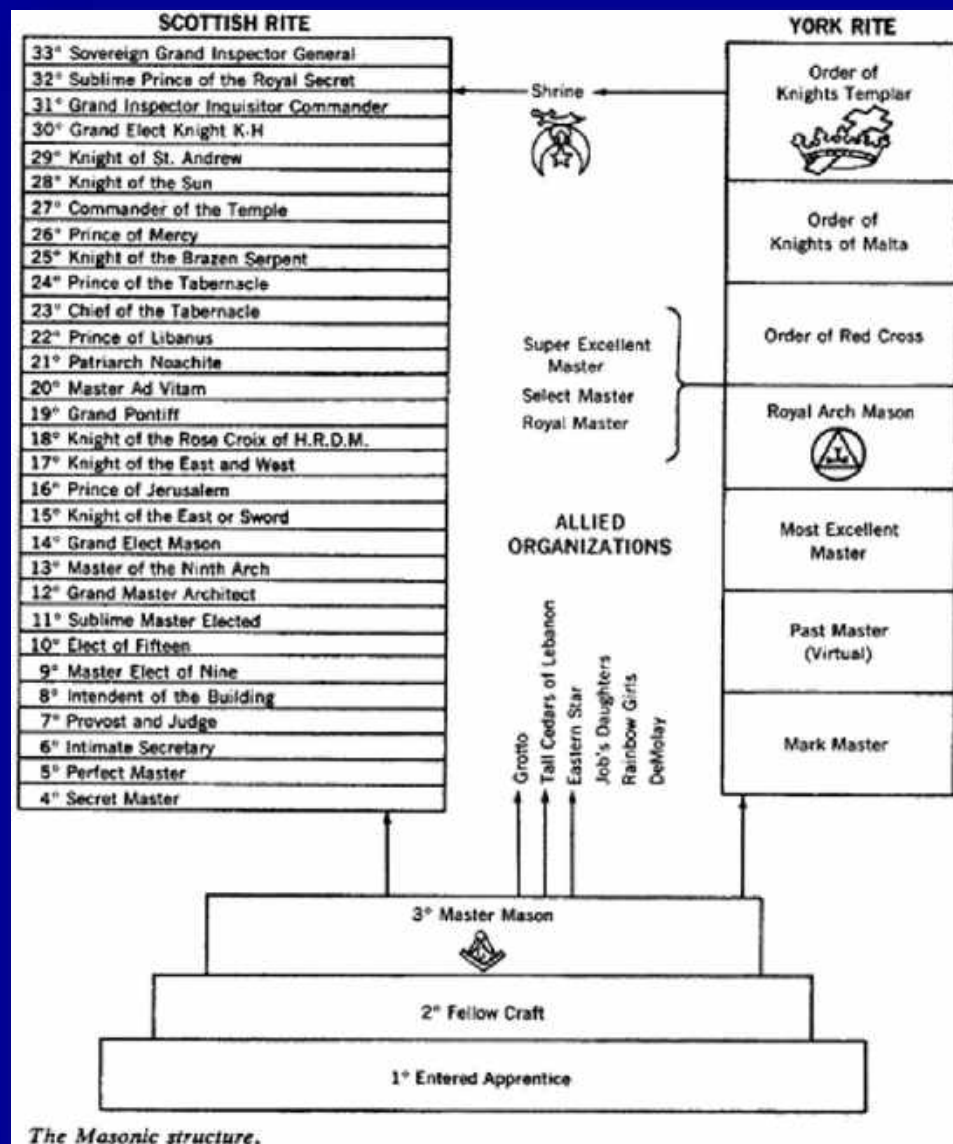 SCOTTISH RITE
33° Sovereign Grand Inspector General
32° Sublime Prince of the Royal Secret
31° Grand Inspector Inquisitor Commander
30° Grand Elect Knight K-H
29° Knight of St. Andrew
28° Knight of the Sun
27° Commander of the Temple
26° Prince of Mercy
25° Knight of the Brazen Serpent
24° Prince of the Tabernacle
23° Chief of the Tabernacle
22° Prince of Libanus
21° Patriarch Noachite
20° Master Ad Vitam
19° Grand Pontiff
18° Knight of the Rose Croix of H.R.D.M.
17° Knight of the East and West
16° Prince of Jerusalem
15° Knight of the East or Sword
14° Grand Elect Mason
13° Master of the Ninth Arch
12° Grand Master Architect
11° Sublime Master Elected
10° Elect of Fifteen
9° Master Elect of Nine
8° Intendent of the Building
7° Provost and Judge
6° Intimate Secretary
5° Perfect Master
4° Secret Master
Shrine
Super Excellent
Master
Select Master
Royal Master
ALLIED
ORGANIZATIONS
Grotto
Tall Cedars of Lebanon
Eastern Star
Job's Daughters
Rainbow Girls
DeMolay
YORK RITE
Order of
Knights Templar
Order of
Knights of Malta
Order of Red Cross
Royal Arch Mason
Most Excellent
Master
Past Master
(Virtual)
Mark Master
3° Master Mason
2° Fellow Craft
1° Entered Apprentice
The Masonic structure.